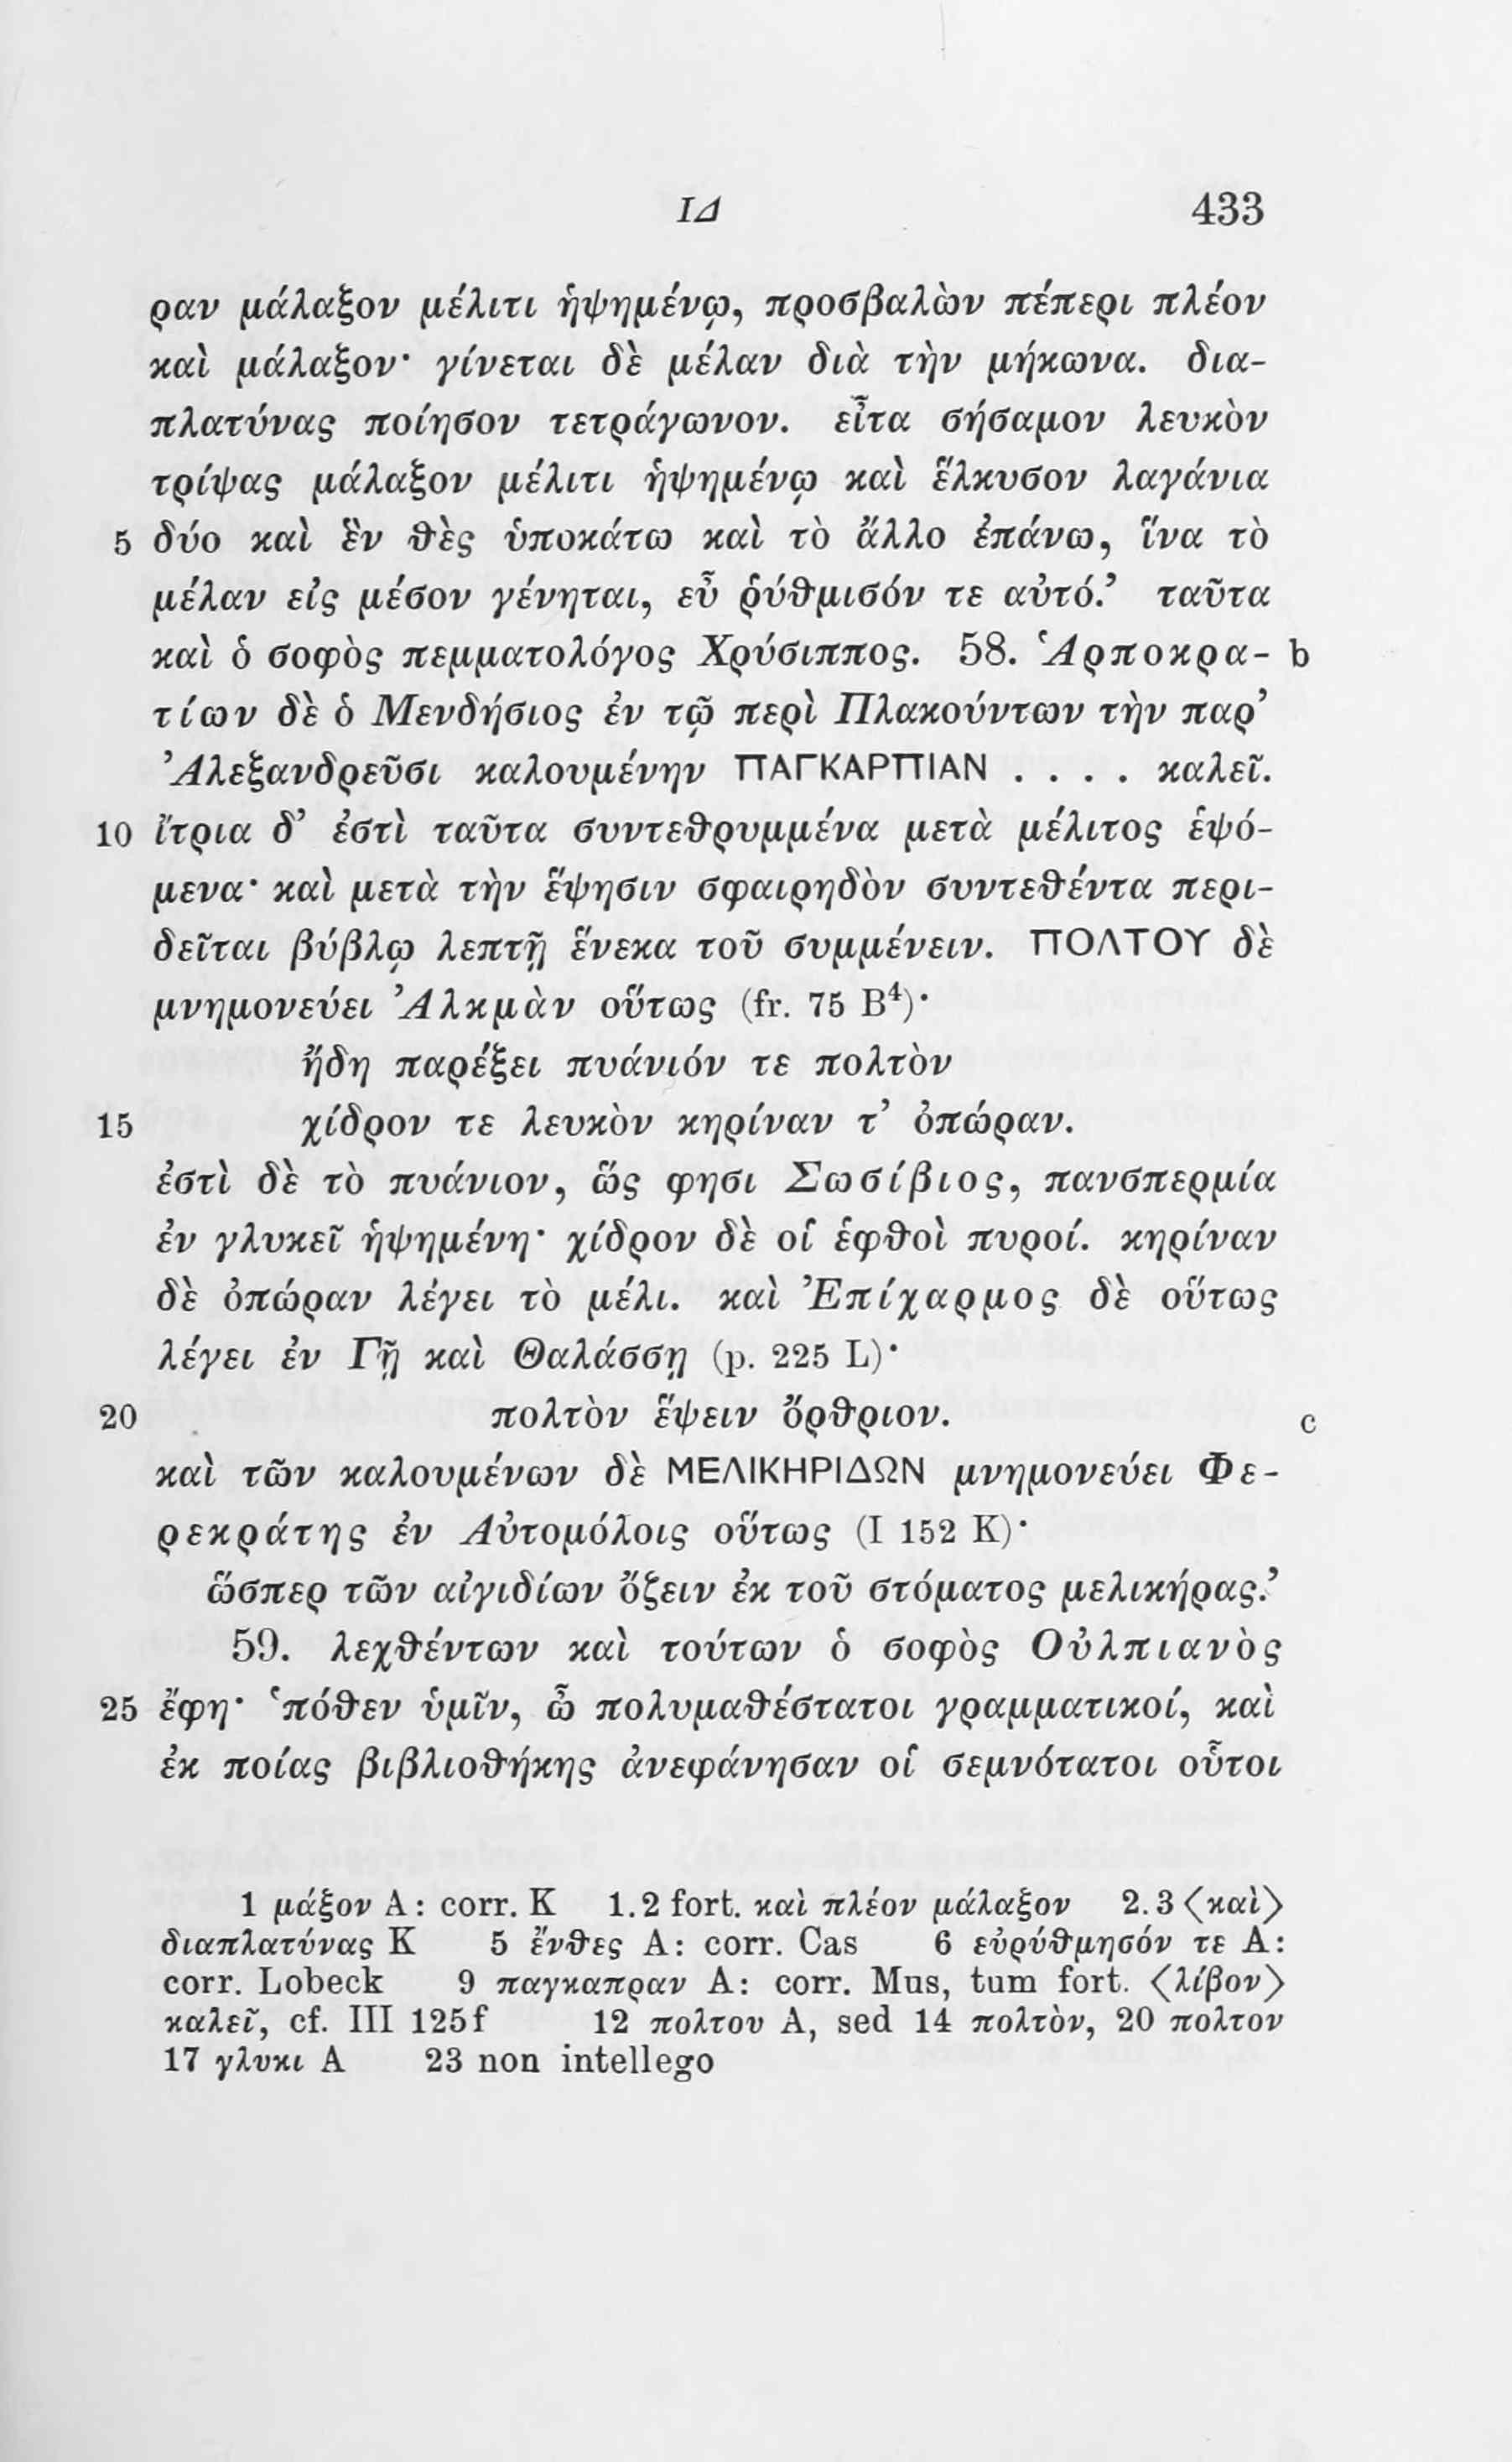 ΙΔ 433
ραν μάλαξον μέλιτι ἡψημένῳ, προσβαλὼν πέπερι πλέον
καὶ μάλαξον· γίνεται δὲ μέλαν διὰ τὴν μήκωνα. δια-
πλατύνας ποίησον τετράγωνον. εἶτα σήσαμον λευκὸν
τρίψας μάλαξον μέλιτι ἡψημένῳ καὶ ἕλκυσον λαγάνια
5 δύο καὶ ἓν θὲς ὑποκάτω καὶ τὸ ἄλλο ἐπάνω, ἵνα τὸ
μέλαν εἰς μέσον γένηται, εὖ ῥύθμισόν τε αὐτό.’ ταῦτα
καὶ ὁ σοφὸς πεμματολόγος Χρύσιππος. 58. Ἁρποκρα- b
τίων δὲ ὁ Μενδήσιος ἐν τῷ περὶ Πλακούντων τὴν παρ’
Ἀλεξανδρεῦσι καλουμένην ΠΑΓΚΑΡΠΙΑΝ . . . . καλεῖ.
10 ἴτρια δ’ ἐστὶ ταῦτα συντεθρυμμένα μετὰ μέλιτος ἑψό-
μενα· καὶ μετὰ τὴν ἕψησιν σφαιρηδὸν συντεθέντα περι-
δεῖται βύβλῳ λεπτῇ ἕνεκα τοῦ συμμένειν. ΠΟΛΤΟΥ δὲ
μνημονεύει Ἀλκμὰν οὕτως (fr. 75 B⁴)·
ἤδη παρέξει πυάνιόν τε πολτὸν
15 χίδρον τε λευκὸν κηρίναν τ’ ὀπώραν.
ἐστὶ δὲ τὸ πυάνιον, ὥς φησι Σωσίβιος, πανσπερμία
ἐν γλυκεῖ ἡψημένη· χίδρον δὲ οἱ ἑφθοὶ πυροί. κηρίναν
δὲ ὀπώραν λέγει τὸ μέλι. καὶ Ἐπίχαρμος δὲ οὕτως
λέγει ἐν Γῇ καὶ Θαλάσσῃ (p. 225 L)·
20 πολτὸν ἕψειν ὄρθριον. c
καὶ τῶν καλουμένων δὲ ΜΕΛΙΚΗΡΙΔΩΝ μνημονεύει Φε-
ρεκράτης ἐν Αὐτομόλοις οὕτως (I 152 K)·
ὥσπερ τῶν αἰγιδίων ὄζειν ἐκ τοῦ στόματος μελικήρας.’
59. λεχθέντων καὶ τούτων ὁ σοφὸς Οὐλπιανὸς
25 ἔφη· ‘πόθεν ὑμῖν, ὦ πολυμαθέστατοι γραμματικοί, καὶ
ἐκ ποίας βιβλιοθήκης ἀνεφάνησαν οἱ σεμνότατοι οὗτοι
1 μάξον A: corr. K 1.2 fort. καὶ πλέον μάλαξον 2.3 ⟨καὶ⟩
διαπλατύνας K 5 ἔνθες A: corr. Cas 6 εὐρύθμησόν τε A:
corr. Lobeck 9 παγκαπραν A: corr. Mus, tum fort. ⟨λίβον⟩
καλεῖ, cf. III 125f 12 πολτου A, sed 14 πολτὸν, 20 πολτον
17 γλυκι A 23 non intellego